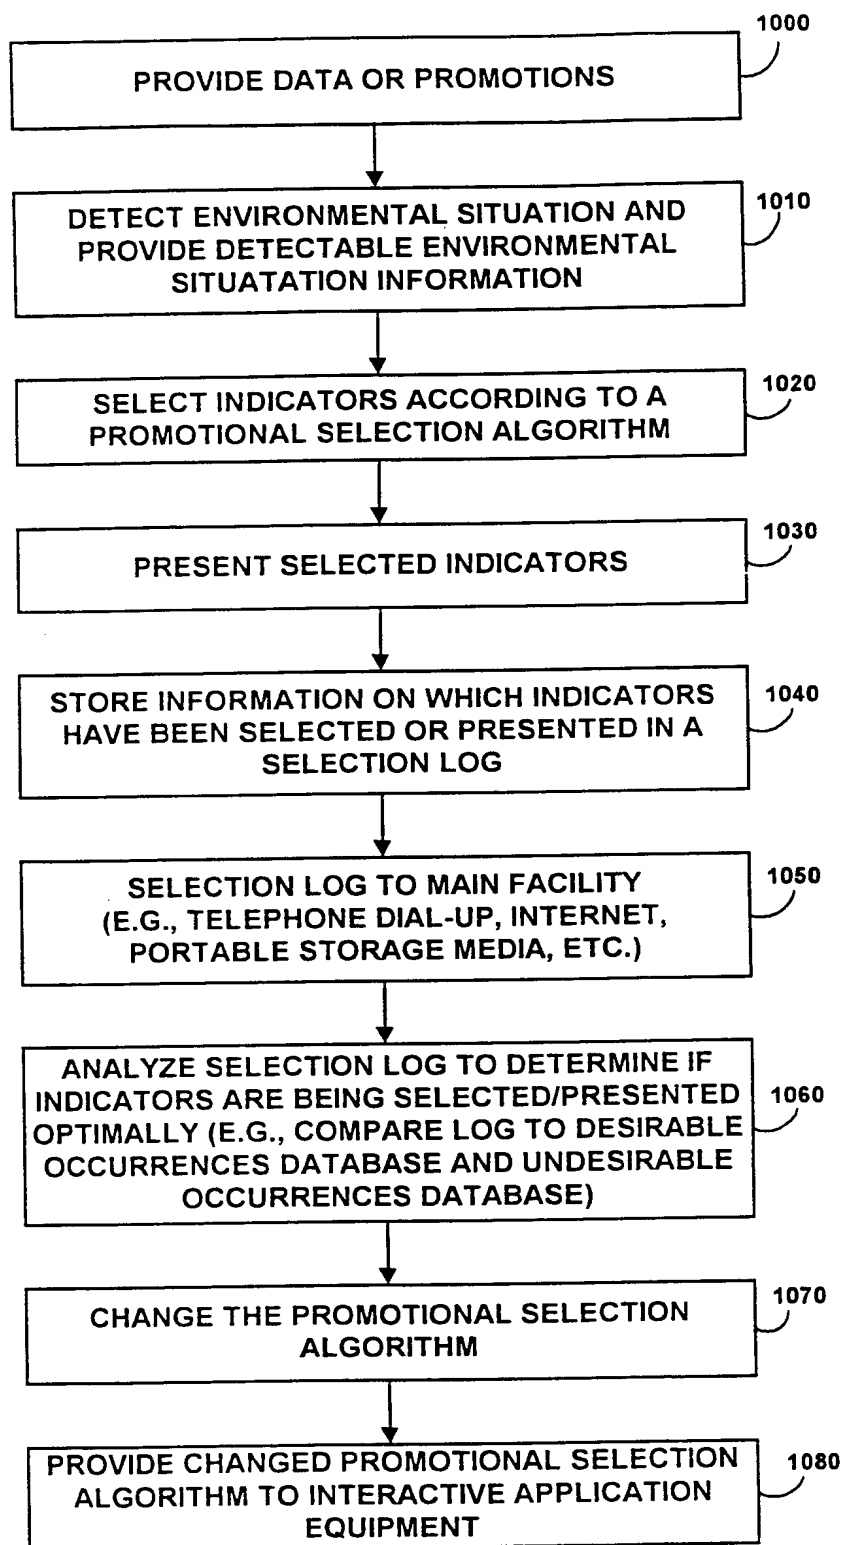 1000
PROVIDE DATA OR PROMOTIONS
1010
DETECT ENVIRONMENTAL SITUATION AND
PROVIDE DETECTABLE ENVIRONMENTAL
SITUATATION INFORMATION
1020
SELECT INDICATORS ACCORDING TO A
PROMOTIONAL SELECTION ALGORITHM
1030
PRESENT SELECTED INDICATORS
1040
STORE INFORMATION ON WHICH INDICATORS
HAVE BEEN SELECTED OR PRESENTED IN A
SELECTION LOG
1050
SELECTION LOG TO MAIN FACILITY
(E.G., TELEPHONE DIAL-UP, INTERNET,
PORTABLE STORAGE MEDIA, ETC.)
1060
ANALYZE SELECTION LOG TO DETERMINE IF
INDICATORS ARE BEING SELECTED/PRESENTED
OPTIMALLY (E.G., COMPARE LOG TO DESIRABLE
OCCURRENCES DATABASE AND UNDESIRABLE
OCCURRENCES DATABASE)
1070
CHANGE THE PROMOTIONAL SELECTION
ALGORITHM
1080
PROVIDE CHANGED PROMOTIONAL SELECTION
ALGORITHM TO INTERACTIVE APPLICATION
EQUIPMENT